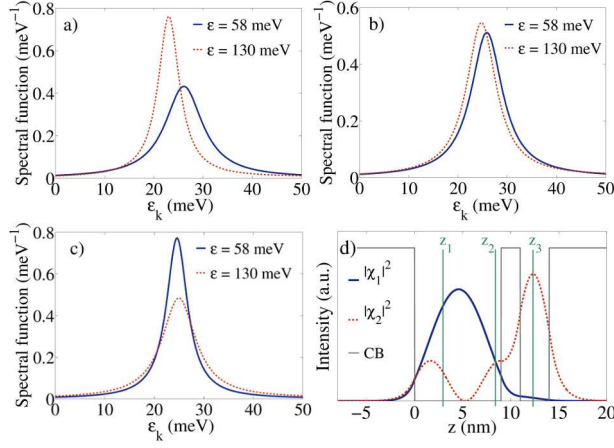 0.8
a)
ε = 58 meV
ε = 130 meV
0.6
0.4
0.2
0
Spectral function (meV⁻¹)
0 10 20 30 40 50
εₖ (meV)
0.6
b)
ε = 58 meV
ε = 130 meV
0.4
0.2
0
Spectral function (meV⁻¹)
0 10 20 30 40 50
εₖ (meV)
0.8
c)
ε = 58 meV
ε = 130 meV
0.6
0.4
0.2
0
Spectral function (meV⁻¹)
0 10 20 30 40 50
εₖ (meV)
d)
z₁
z₂
z₃
|χ₁|²
|χ₂|²
CB
Intensity (a.u.)
−5 0 5 10 15 20
z (nm)